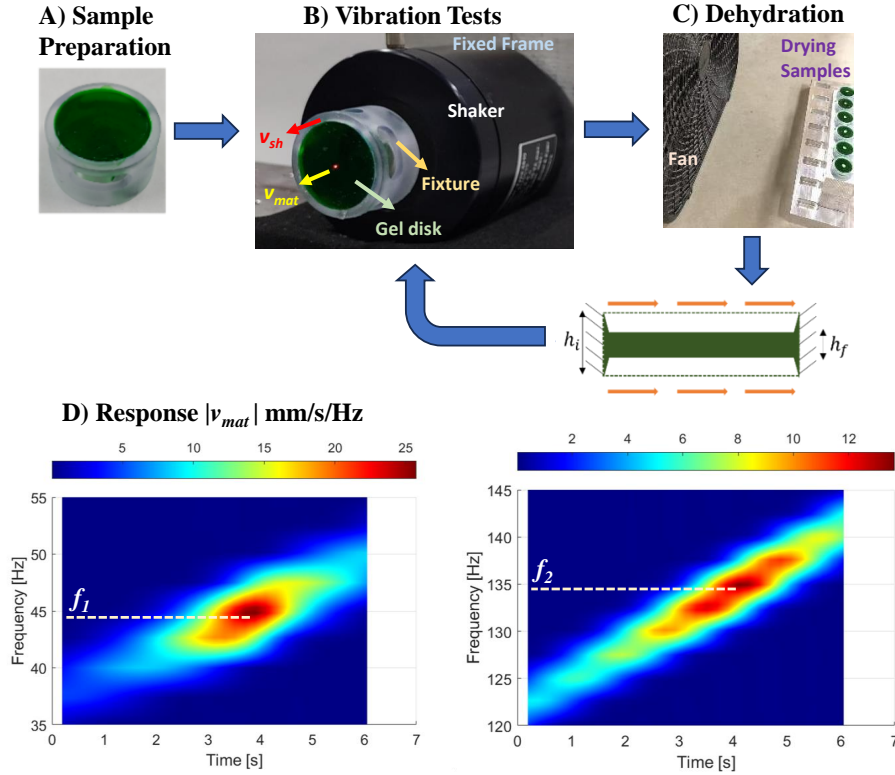 A) Sample
Preparation
B) Vibration Tests
C) Dehydration
Fixed Frame
Shaker
v_sh
v_mat
Fixture
Gel disk
Drying
Samples
Fan
h_i
h_f
D) Response |v_mat| mm/s/Hz
5 10 15 20 25
55
50
45
40
35
Frequency [Hz]
f_1
0 1 2 3 4 5 6 7
Time [s]
2 4 6 8 10 12
145
140
135
130
125
120
Frequency [Hz]
f_2
0 1 2 3 4 5 6 7
Time [s]